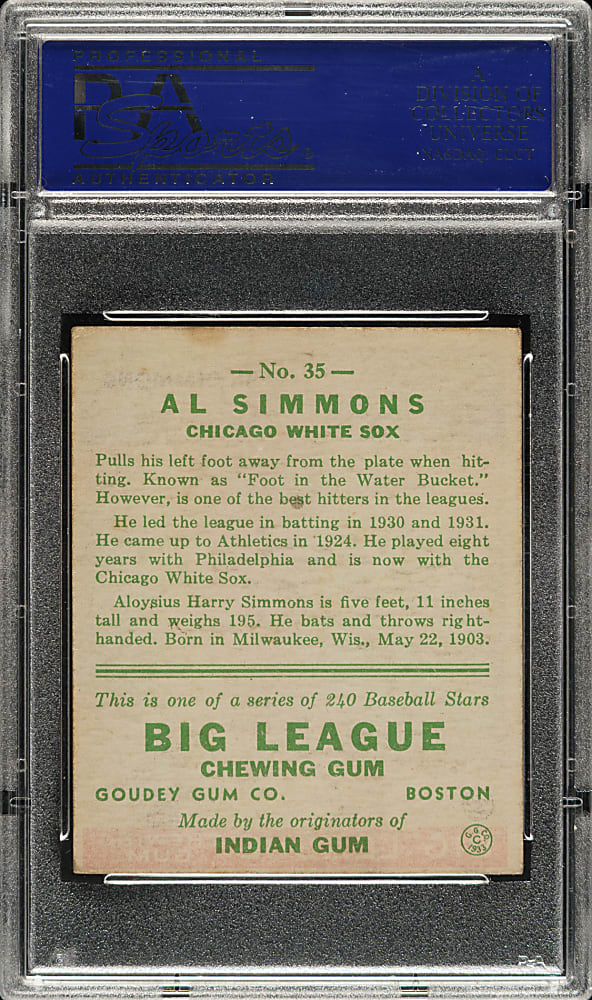 PROFESSIONAL
PSA
Sports
AUTHENTICATOR
A
DIVISION OF
COLLECTORS
UNIVERSE
NASDAQ: CLCT
— No. 35 —
AL SIMMONS
CHICAGO WHITE SOX
Pulls his left foot away from the plate when hit-
ting. Known as "Foot in the Water Bucket."
However, is one of the best hitters in the leagues.
He led the league in batting in 1930 and 1931.
He came up to Athletics in 1924. He played eight
years with Philadelphia and is now with the
Chicago White Sox.
Aloysius Harry Simmons is five feet, 11 inches
tall and weighs 195. He bats and throws right-
handed. Born in Milwaukee, Wis., May 22, 1903.
This is one of a series of 240 Baseball Stars
BIG LEAGUE
CHEWING GUM
GOUDEY GUM CO. BOSTON
Made by the originators of
INDIAN GUM
G. G. CO.
C
1933
PSA